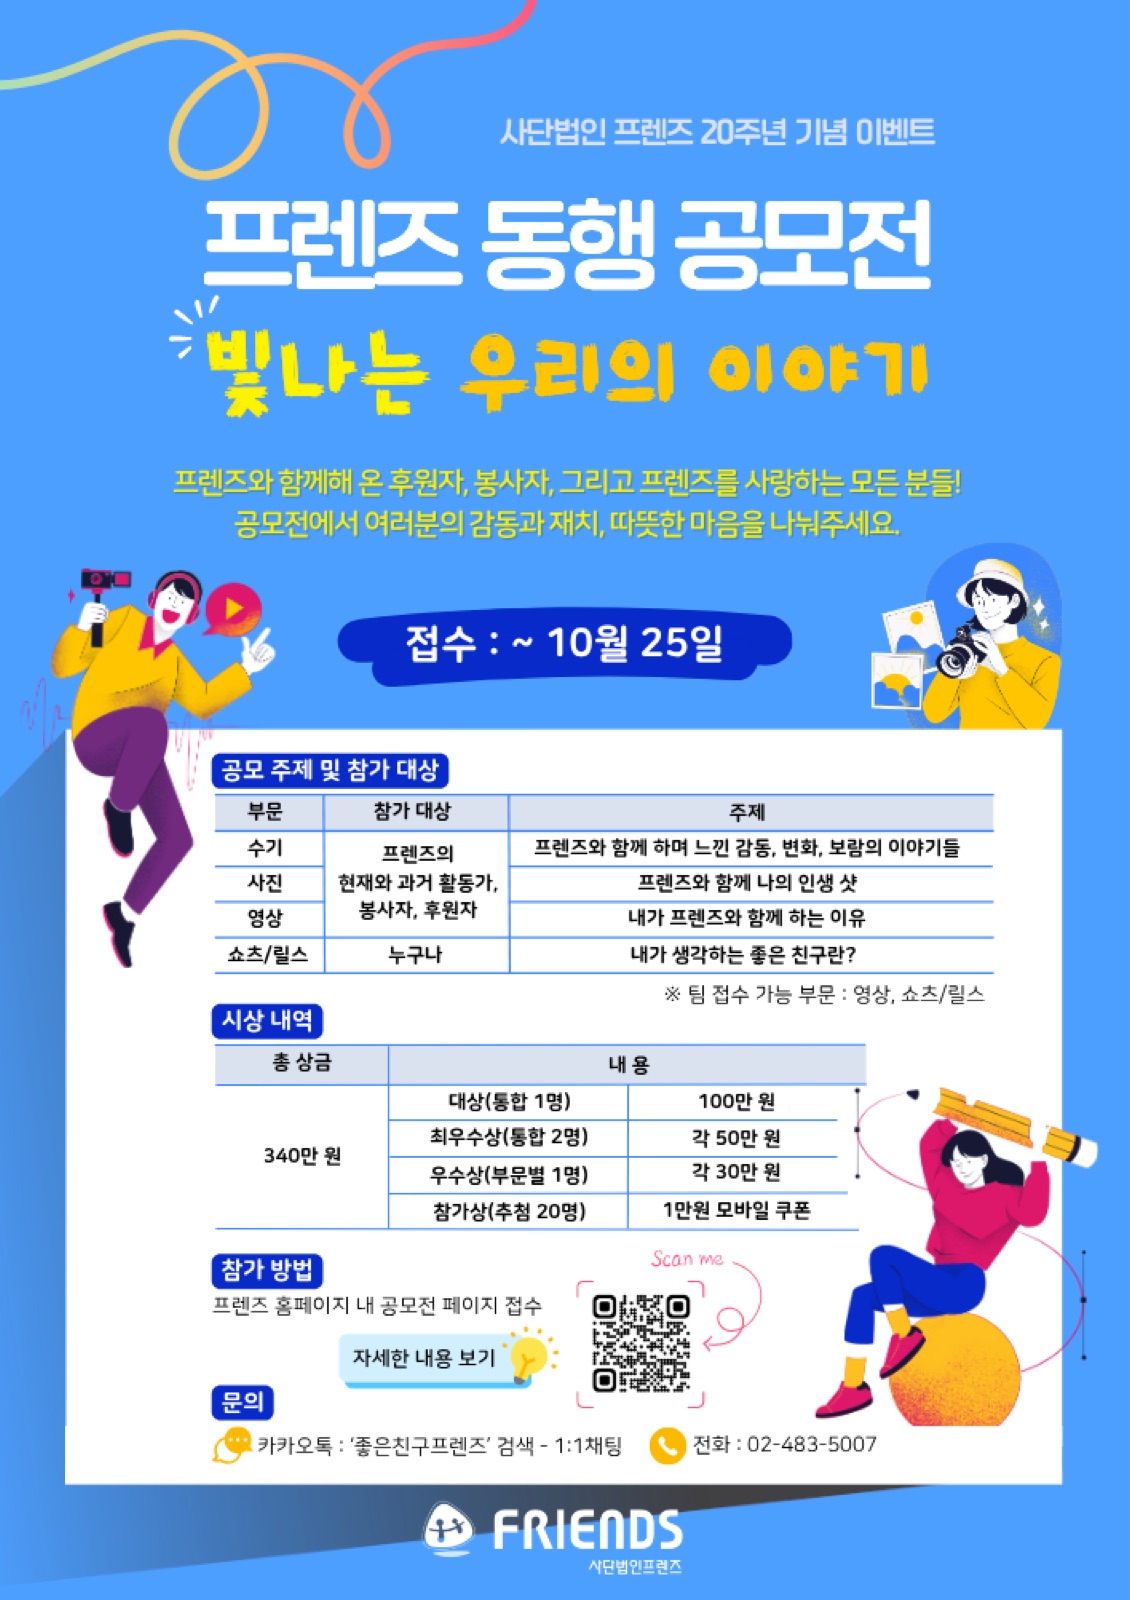 사단법인 프렌즈 20주년 기념 이벤트
프렌즈 동행 공모전
빛나는 우리의 이야기
프렌즈와 함께해 온 후원자, 봉사자, 그리고 프렌즈를 사랑하는 모든 분들!
공모전에서 여러분의 감동과 재치, 따뜻한 마음을 나눠주세요.
접수 : ~ 10월 25일
공모 주제 및 참가 대상
부문 참가 대상 주제
수기 프렌즈와 함께 하며 느낀 감동, 변화, 보람의 이야기들
프렌즈의
사진 현재와 과거 활동가, 프렌즈와 함께 나의 인생 샷
봉사자, 후원자
영상 내가 프렌즈와 함께 하는 이유
쇼츠/릴스 누구나 내가 생각하는 좋은 친구란?
※ 팀 접수 가능 부문 : 영상, 쇼츠/릴스
시상 내역
총 상금 내 용
340만 원
대상(통합 1명) 100만 원
최우수상(통합 2명) 각 50만 원
우수상(부문별 1명) 각 30만 원
참가상(추첨 20명) 1만원 모바일 쿠폰
참가 방법
프렌즈 홈페이지 내 공모전 페이지 접수
Scan me
자세한 내용 보기
문의
카카오톡 : ‘좋은친구프렌즈’ 검색 - 1:1채팅 전화 : 02-483-5007
FRIENDS
사단법인프렌즈